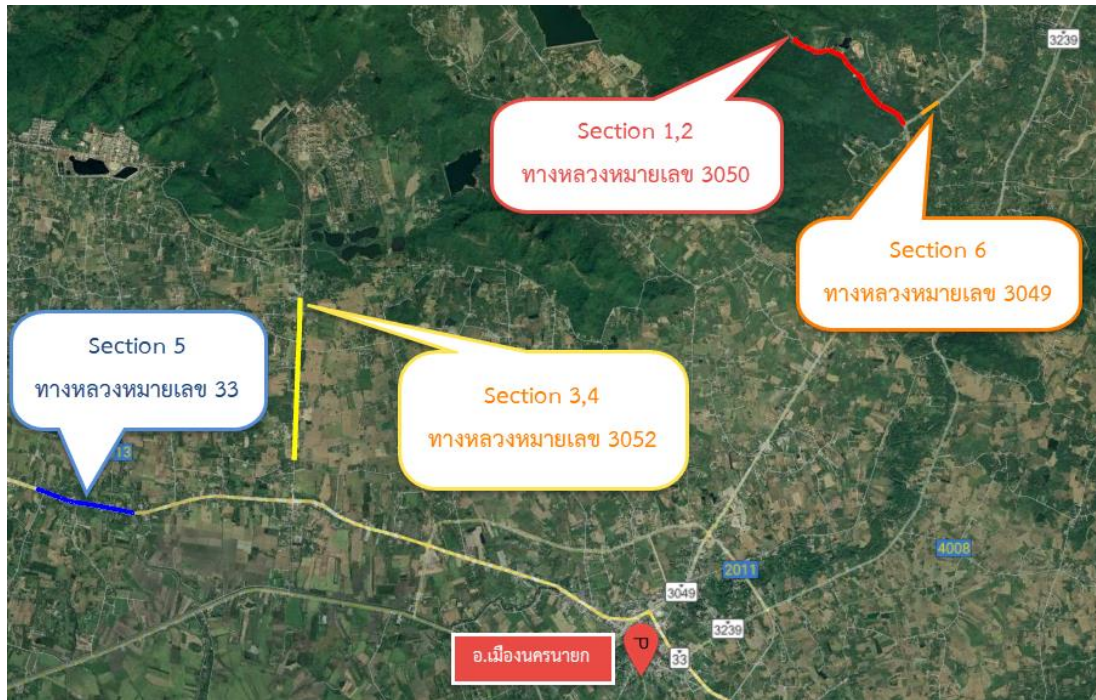 3239
Section 1,2
ทางหลวงหมายเลข 3050
Section 6
ทางหลวงหมายเลข 3049
Section 5
ทางหลวงหมายเลข 33
Section 3,4
ทางหลวงหมายเลข 3052
13
4008
2011
3049
3239
อ.เมืองนครนายก
33